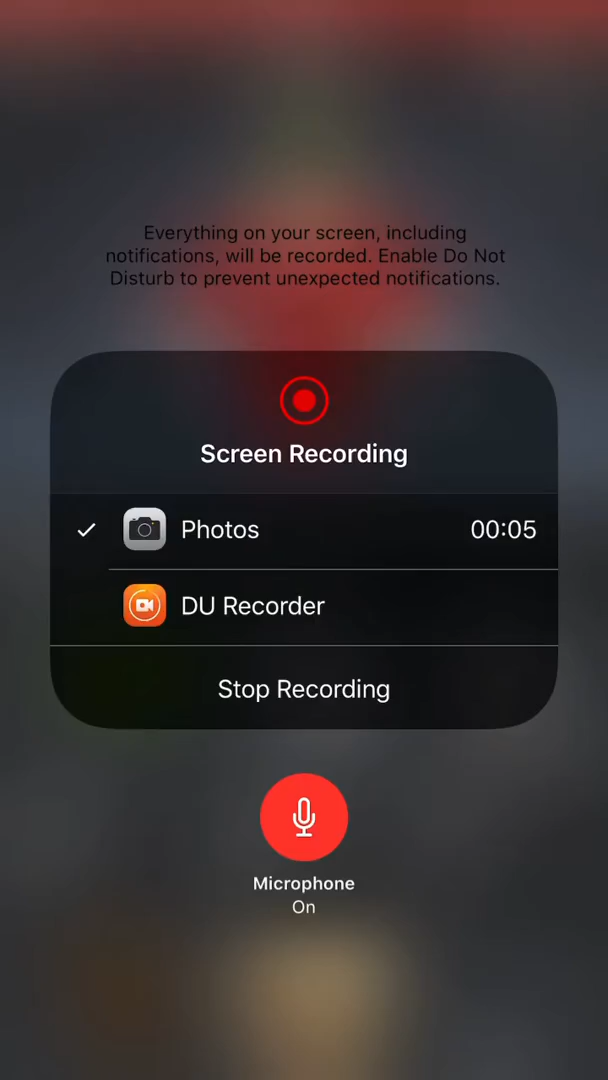 Everything on your screen, including
notifications, will be recorded. Enable Do Not
Disturb to prevent unexpected notifications.
Screen Recording
Photos 00:05
DU Recorder
Stop Recording
Microphone
On